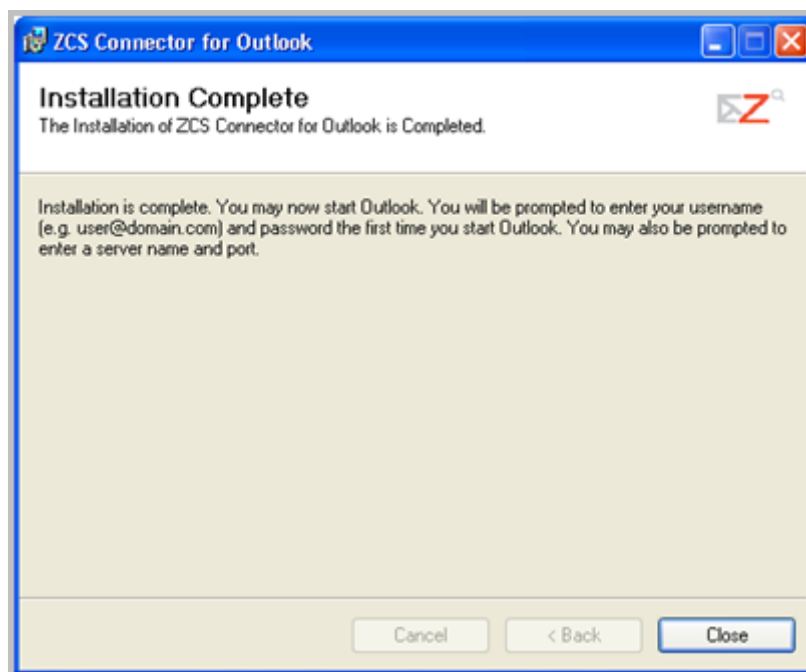 ZCS Connector for Outlook
Installation Complete
The Installation of ZCS Connector for Outlook is Completed.
Z
Installation is complete. You may now start Outlook. You will be prompted to enter your username
(e.g. user@domain.com) and password the first time you start Outlook. You may also be prompted to
enter a server name and port.
Cancel
< Back
Close